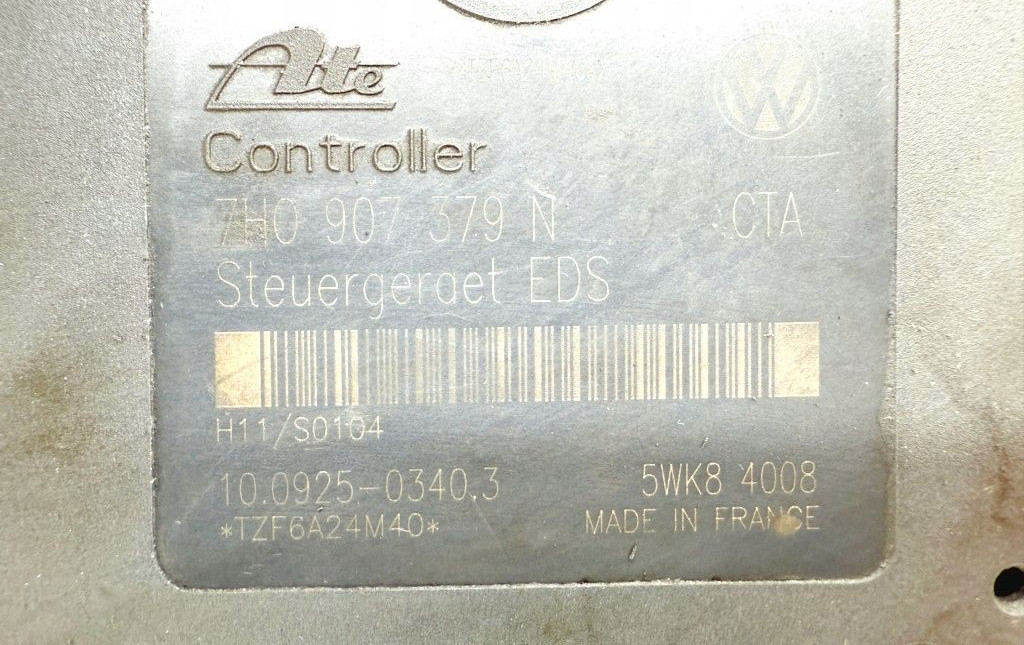 Ate
Controller
7H0 907 379 N CTA
Steuergeraet EDS
H11/S0104
10.0925-0340.3 5WK8 4008
*TZF6A24M40* MADE IN FRANCE